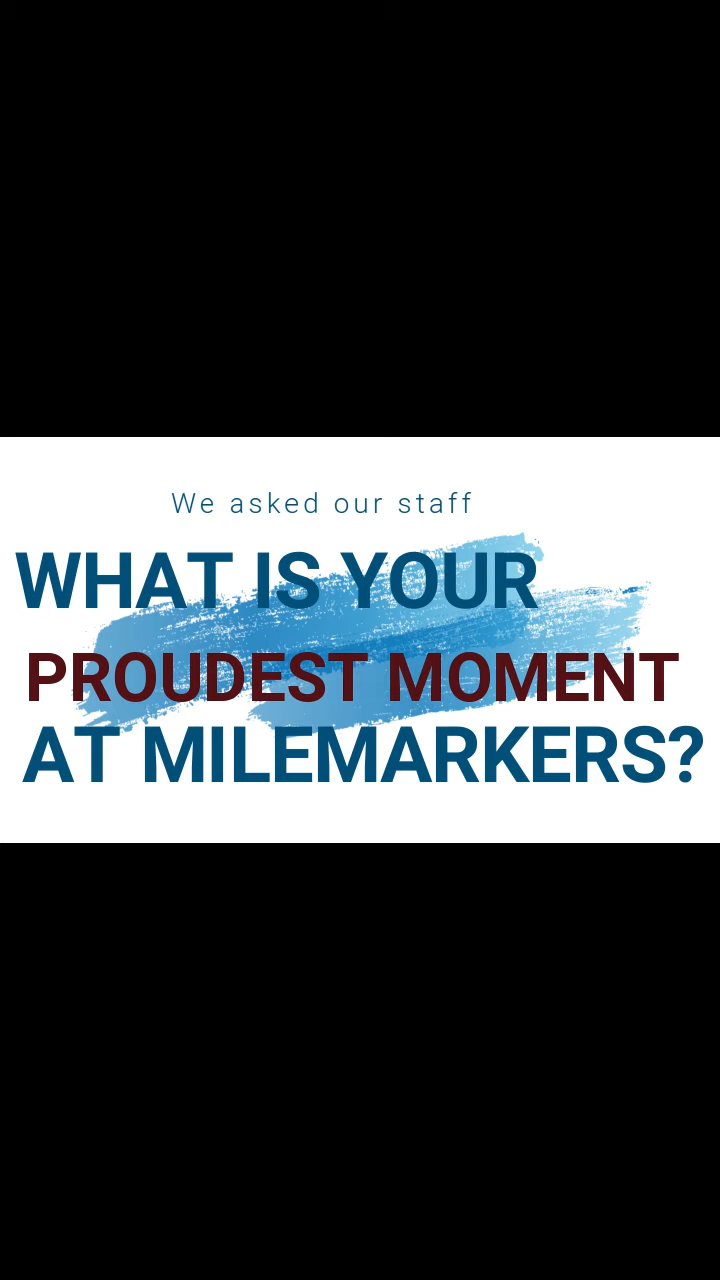 We asked our staff
WHAT IS YOUR
PROUDEST MOMENT
AT MILEMARKERS?